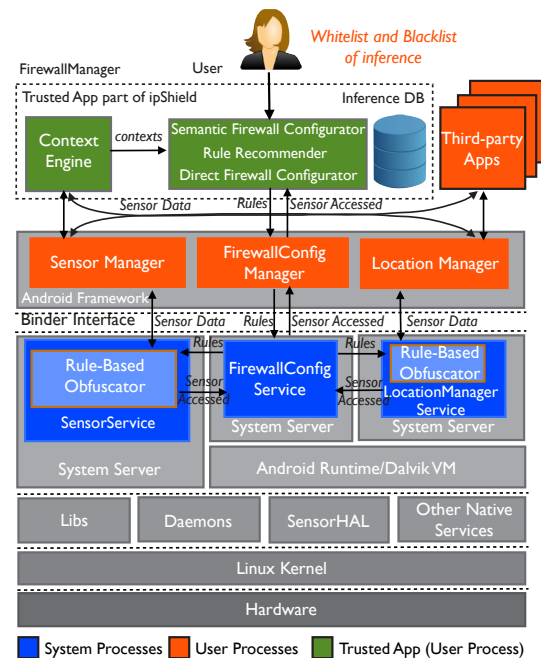 Whitelist and Blacklist
of inference
FirewallManager
User
Trusted App part of ipShield
Inference DB
Context
Engine
contexts
Semantic Firewall Configurator
Rule Recommender
Direct Firewall Configurator
Third-party
Apps
Sensor Data
Rules
Sensor Accessed
Sensor Manager
FirewallConfig
Manager
Location Manager
Android Framework
Binder Interface
Sensor Data
Rules
Sensor Accessed
Sensor Data
Rule-Based
Obfuscator
SensorService
Rules
Sensor
Accessed
FirewallConfig
Service
Rules
Sensor
Accessed
Rule-Based
Obfuscator
LocationManager
Service
System Server
System Server
System Server
Android Runtime/Dalvik VM
Libs
Daemons
SensorHAL
Other Native
Services
Linux Kernel
Hardware
System Processes
User Processes
Trusted App (User Process)